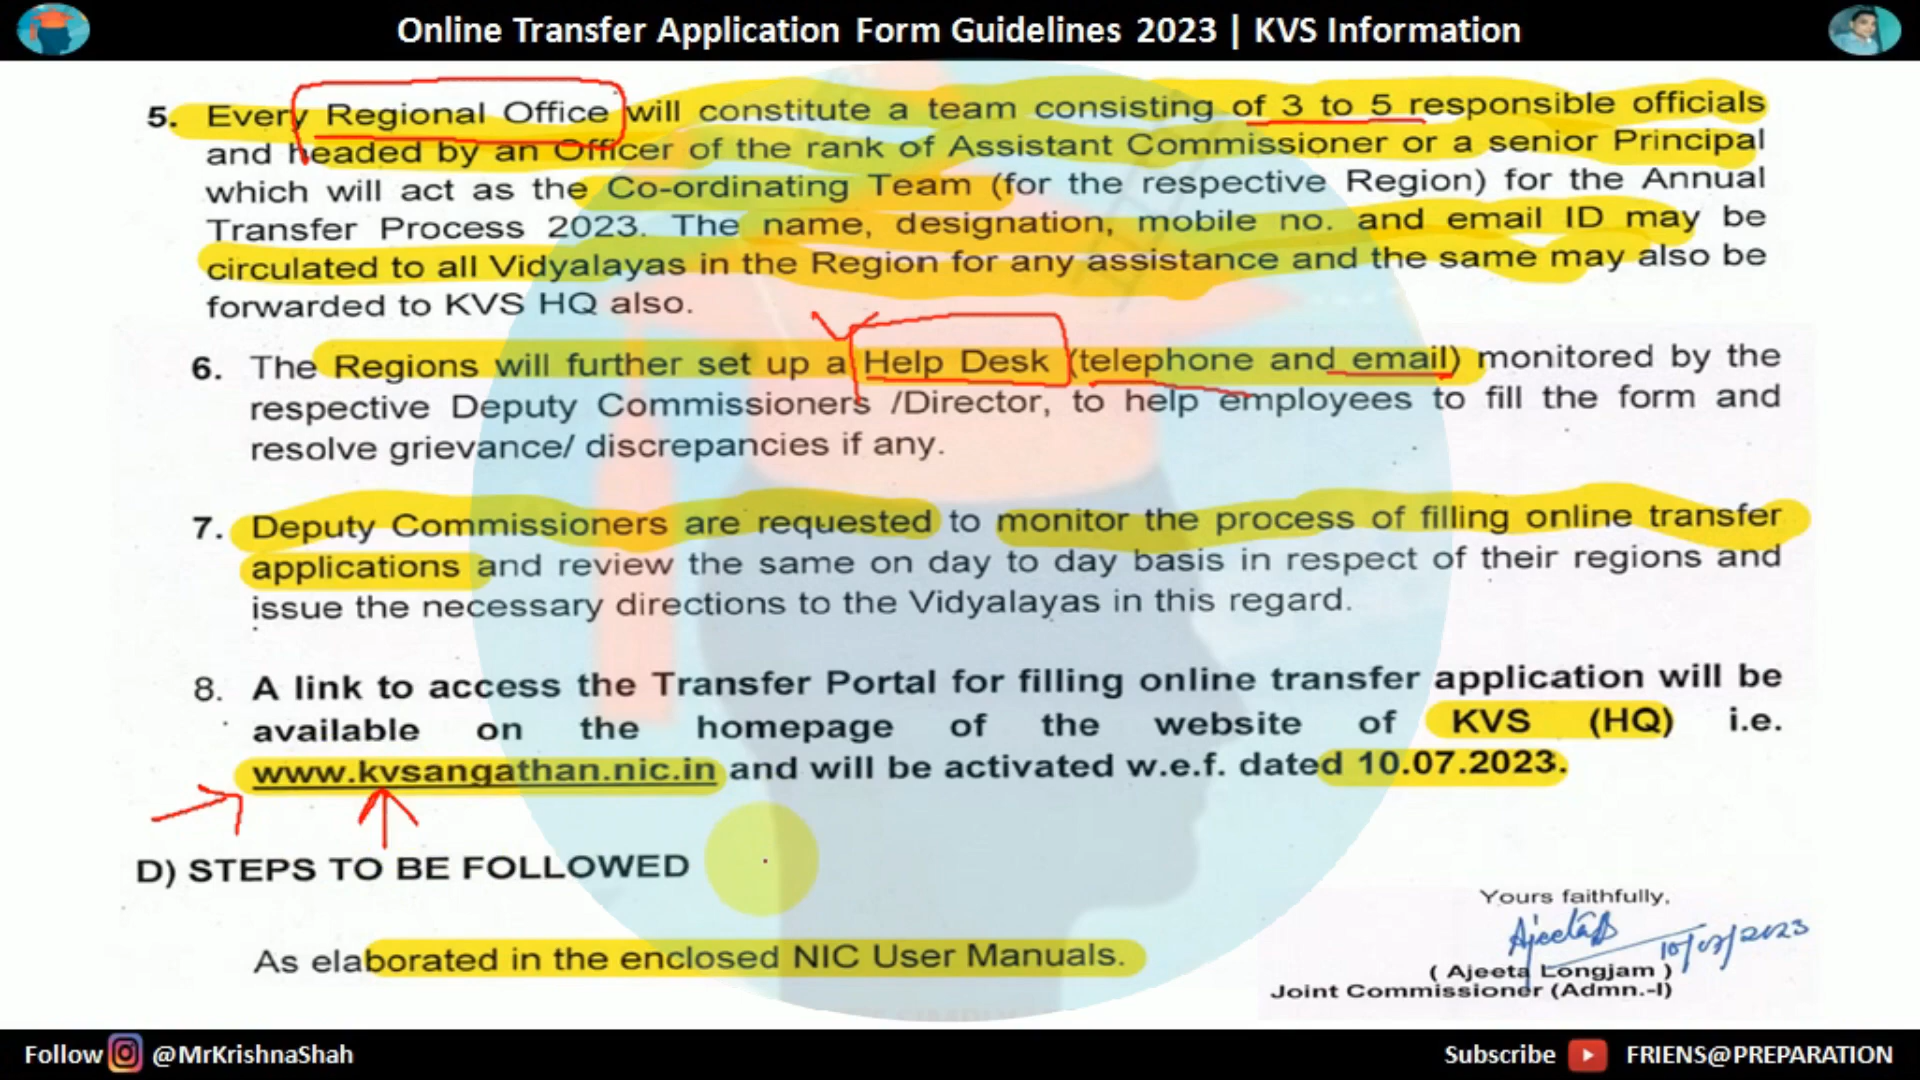 Online Transfer Application Form Guidelines 2023 | KVS Information
5. Every Regional Office will constitute a team consisting of 3 to 5 responsible officials
and headed by an Officer of the rank of Assistant Commissioner or a senior Principal
which will act as the Co-ordinating Team (for the respective Region) for the Annual
Transfer Process 2023. The name, designation, mobile no. and email ID may be
circulated to all Vidyalayas in the Region for any assistance and the same may also be
forwarded to KVS HQ also.
6. The Regions will further set up a Help Desk (telephone and email) monitored by the
respective Deputy Commissioners /Director, to help employees to fill the form and
resolve grievance/ discrepancies if any.
7. Deputy Commissioners are requested to monitor the process of filling online transfer
applications and review the same on day to day basis in respect of their regions and
issue the necessary directions to the Vidyalayas in this regard.
8. A link to access the Transfer Portal for filling online transfer application will be
available on the homepage of the website of KVS (HQ) i.e.
www.kvsangathan.nic.in and will be activated w.e.f. dated 10.07.2023.
D) STEPS TO BE FOLLOWED
As elaborated in the enclosed NIC User Manuals.
Yours faithfully,
10/07/2023
( Ajeeta Longjam )
Joint Commissioner (Admn.-I)
Follow @MrKrishnaShah
Subscribe FRIENS@PREPARATION